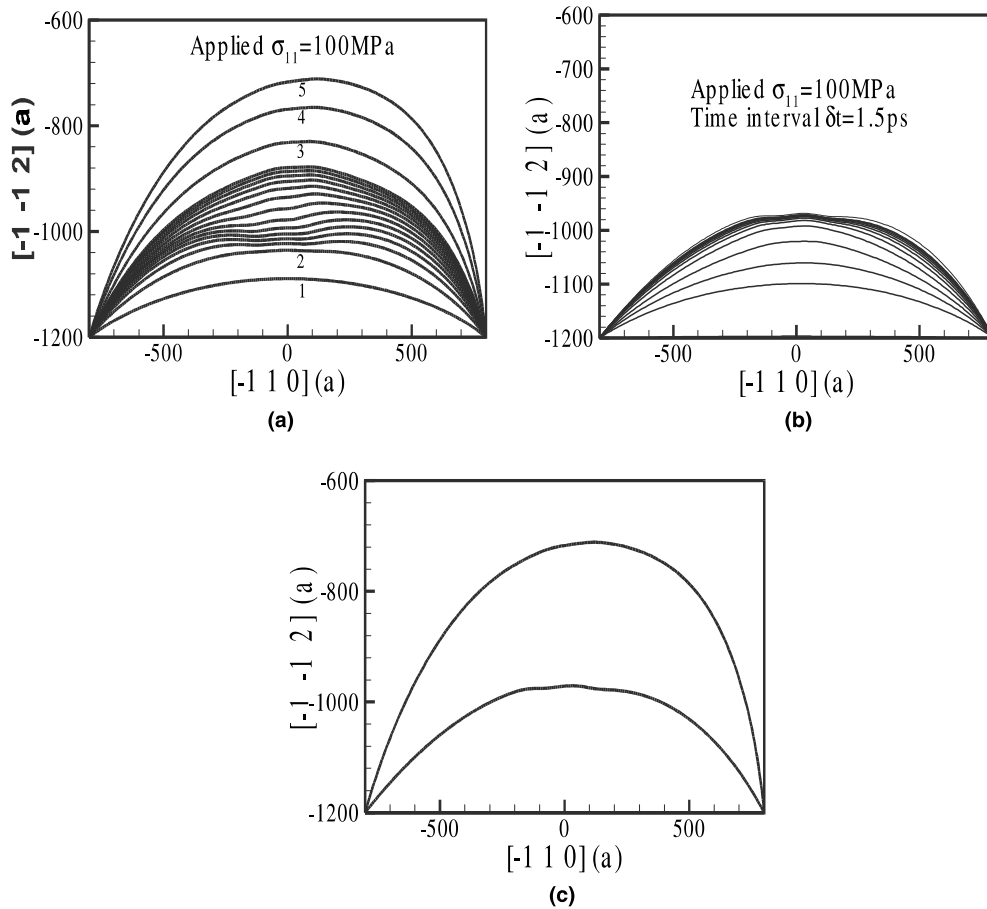 -600
Applied σ11=100MPa
5
4
3
2
1
-800
-1000
-1200
[-1 -1 2] (a)
-500
0
500
[-1 1 0] (a)
(a)
-600
-700
-800
-900
-1000
-1100
-1200
[-1 -1 2] (a)
Applied σ11=100MPa
Time interval δt=1.5ps
-500
0
500
[-1 1 0] (a)
(b)
-600
-800
-1000
-1200
[-1 -1 2] (a)
-500
0
500
[-1 1 0] (a)
(c)